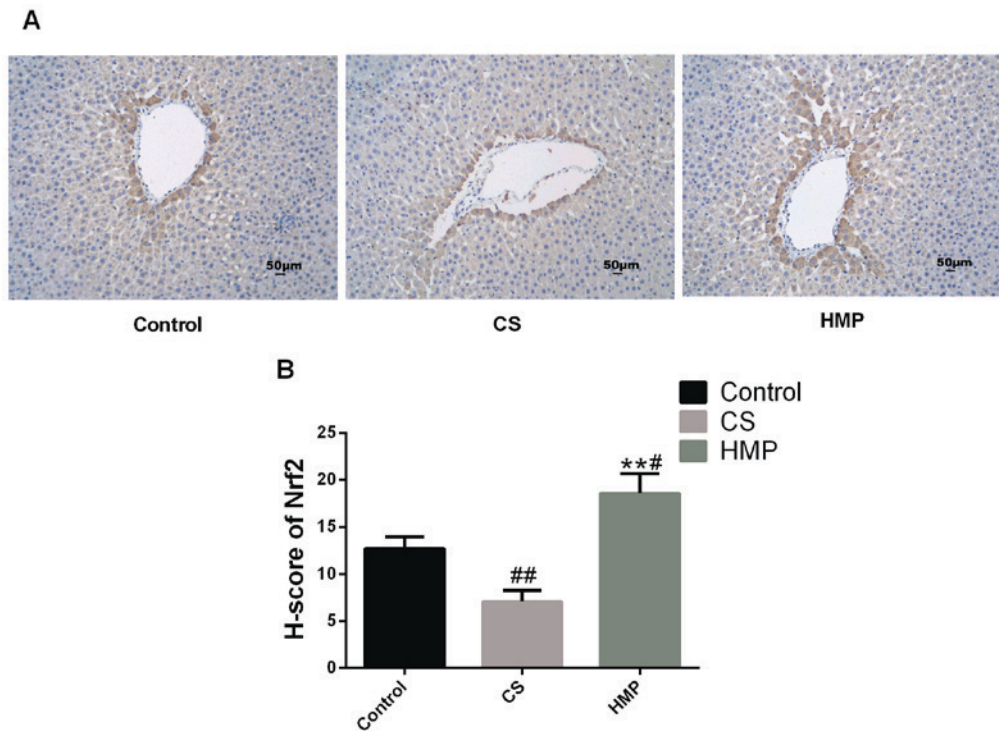 A
50μm
50μm
50μm
Control
CS
HMP
B
Control
CS
HMP
H-score of Nrf2
25
20
15
10
5
0
##
**#
Control
CS
HMP